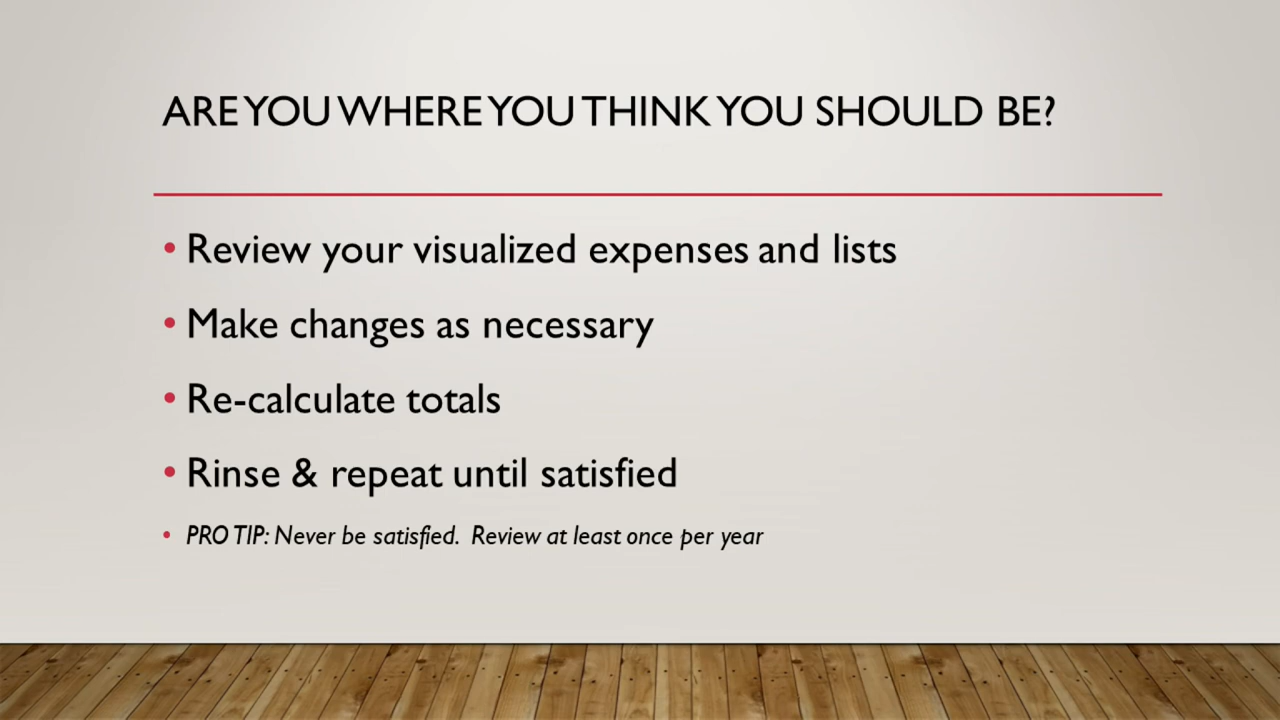 ARE YOU WHERE YOU THINK YOU SHOULD BE?
• Review your visualized expenses and lists
• Make changes as necessary
• Re-calculate totals
• Rinse & repeat until satisfied
• PRO TIP: Never be satisfied.  Review at least once per year